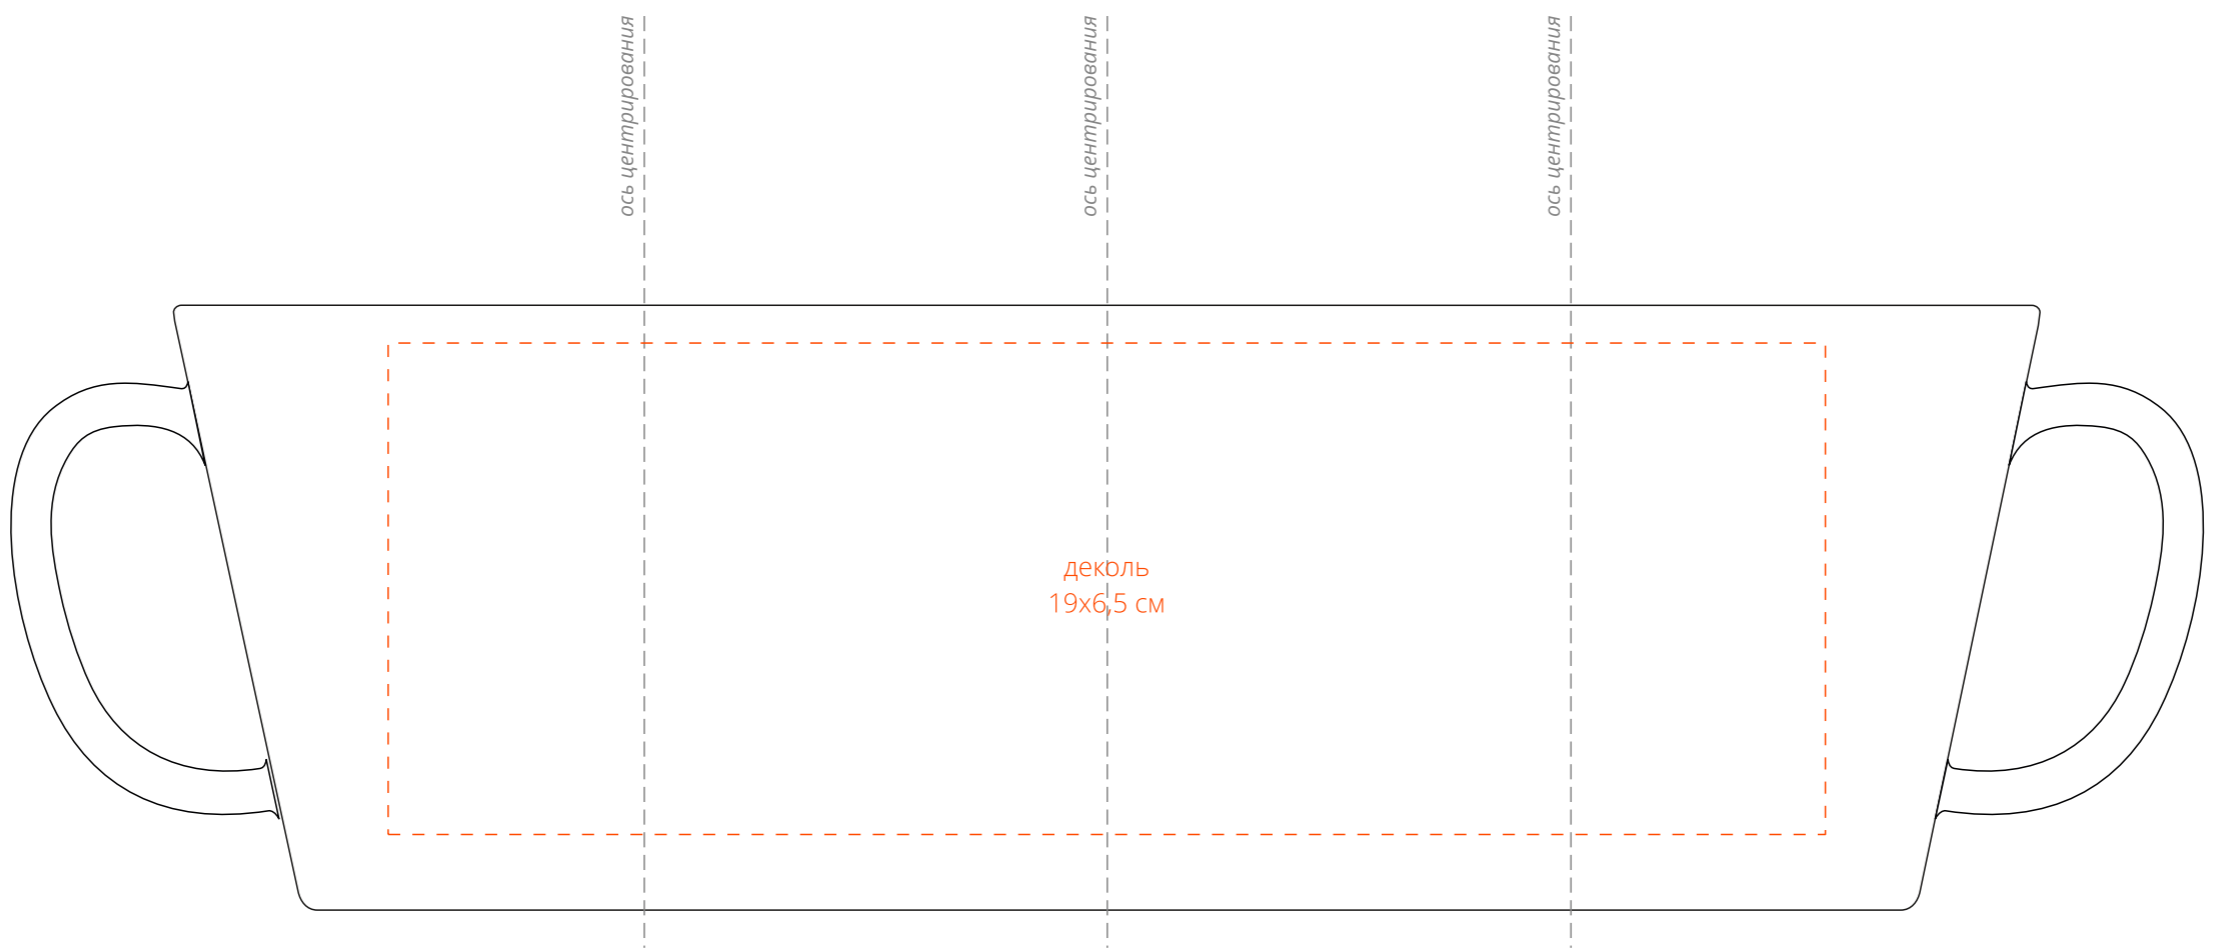 ось центрирования
ось центрирования
ось центрирования
деколь
19х6,5 см